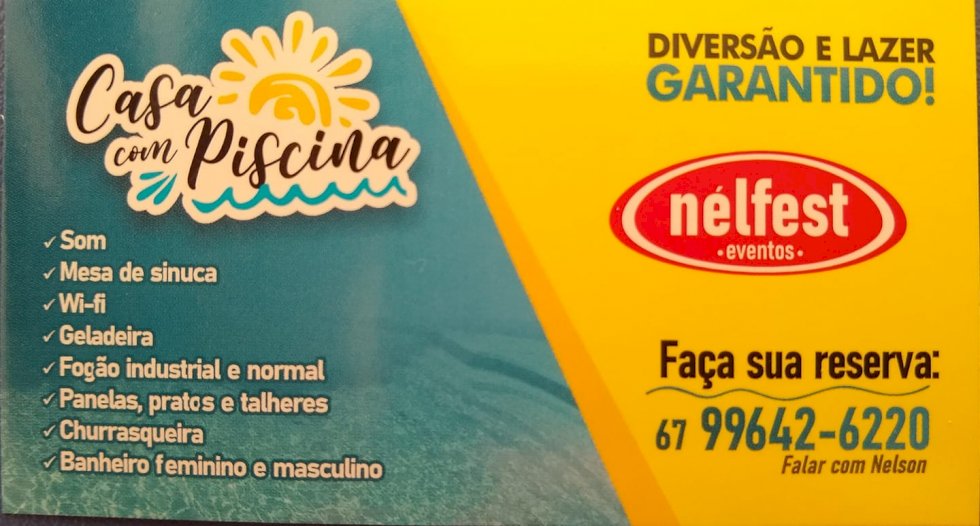 Casa
com Piscina
✓ Som
✓ Mesa de sinuca
✓ Wi-fi
✓ Geladeira
✓ Fogão industrial e normal
✓ Panelas, pratos e talheres
✓ Churrasqueira
✓ Banheiro feminino e masculino
DIVERSÃO E LAZER
GARANTIDO!
nélfest
• eventos •
Faça sua reserva:
67 99642-6220
Falar com Nelson